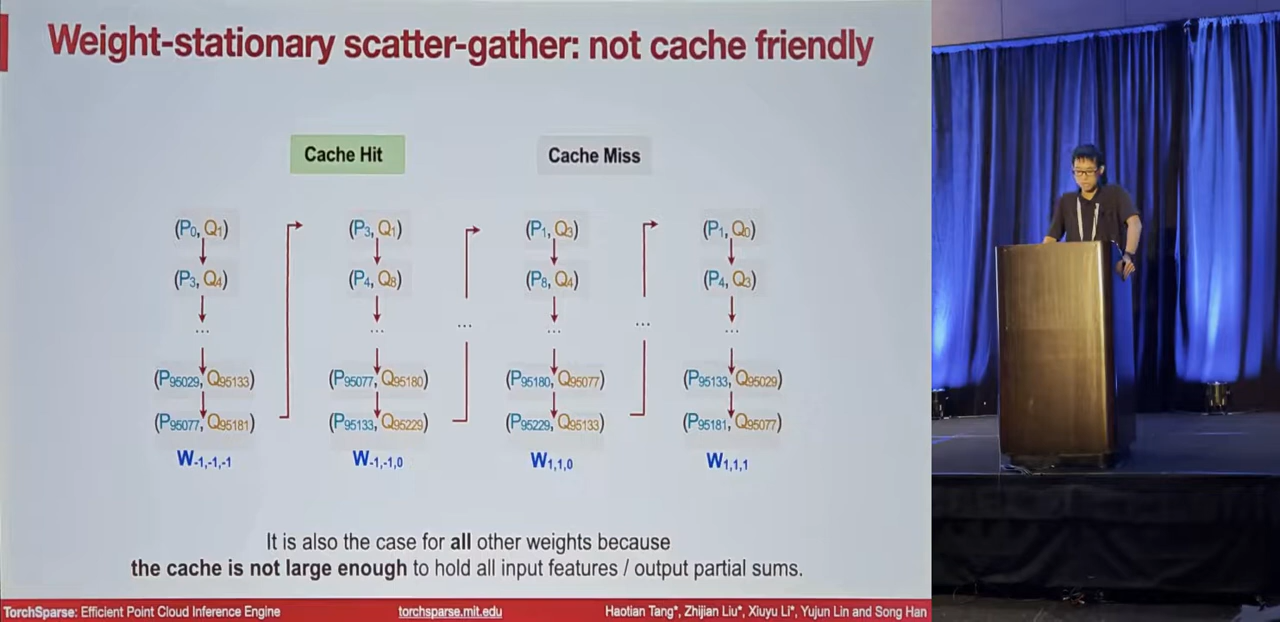 Weight-stationary scatter-gather: not cache friendly
Cache Hit
Cache Miss
(P0, Q1)
(P3, Q4)
...
(P95029, Q95133)
(P95077, Q95181)
W-1,-1,-1
(P3, Q1)
(P4, Q8)
...
(P95077, Q95180)
(P95133, Q95229)
W-1,-1,0
...
(P1, Q3)
(P8, Q4)
...
(P95180, Q95077)
(P95229, Q95133)
W1,1,0
...
(P1, Q0)
(P4, Q3)
...
(P95133, Q95029)
(P95181, Q95077)
W1,1,1
It is also the case for all other weights because
the cache is not large enough to hold all input features / output partial sums.
TorchSparse: Efficient Point Cloud Inference Engine
torchsparse.mit.edu
Haotian Tang*, Zhijian Liu*, Xiuyu Li*, Yujun Lin and Song Han